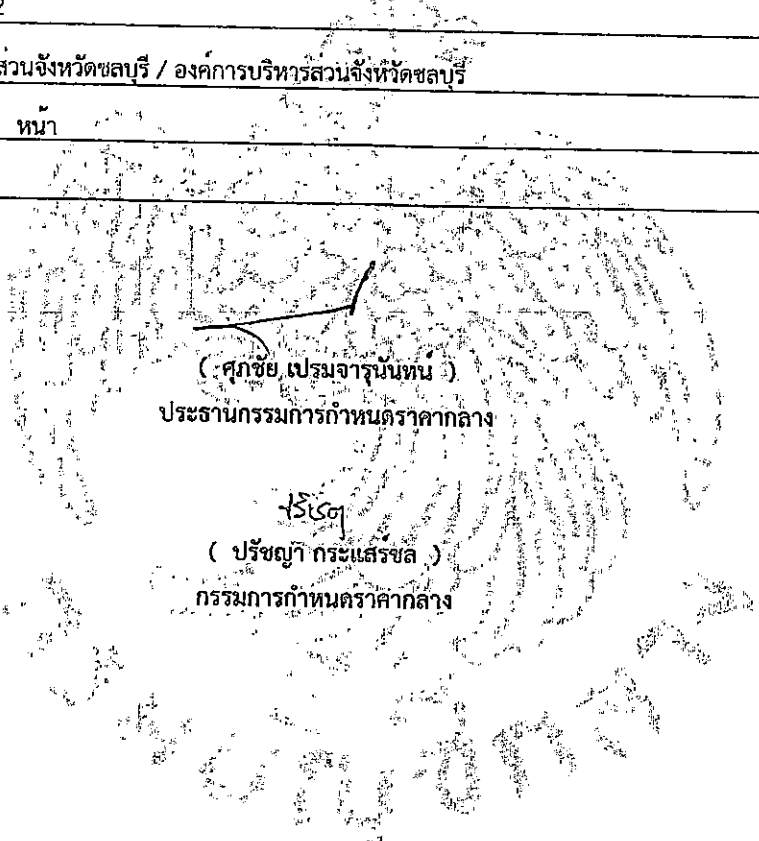 2
ส่วนจังหวัดชลบุรี / องค์การบริหารส่วนจังหวัดชลบุรี
หน้า
( ศุภชัย เปรมจารุนันทน์ )
ประธานกรรมการกำหนดราคากลาง
( ปรัชญา กระแสร์ชล )
กรรมการกำหนดราคากลาง